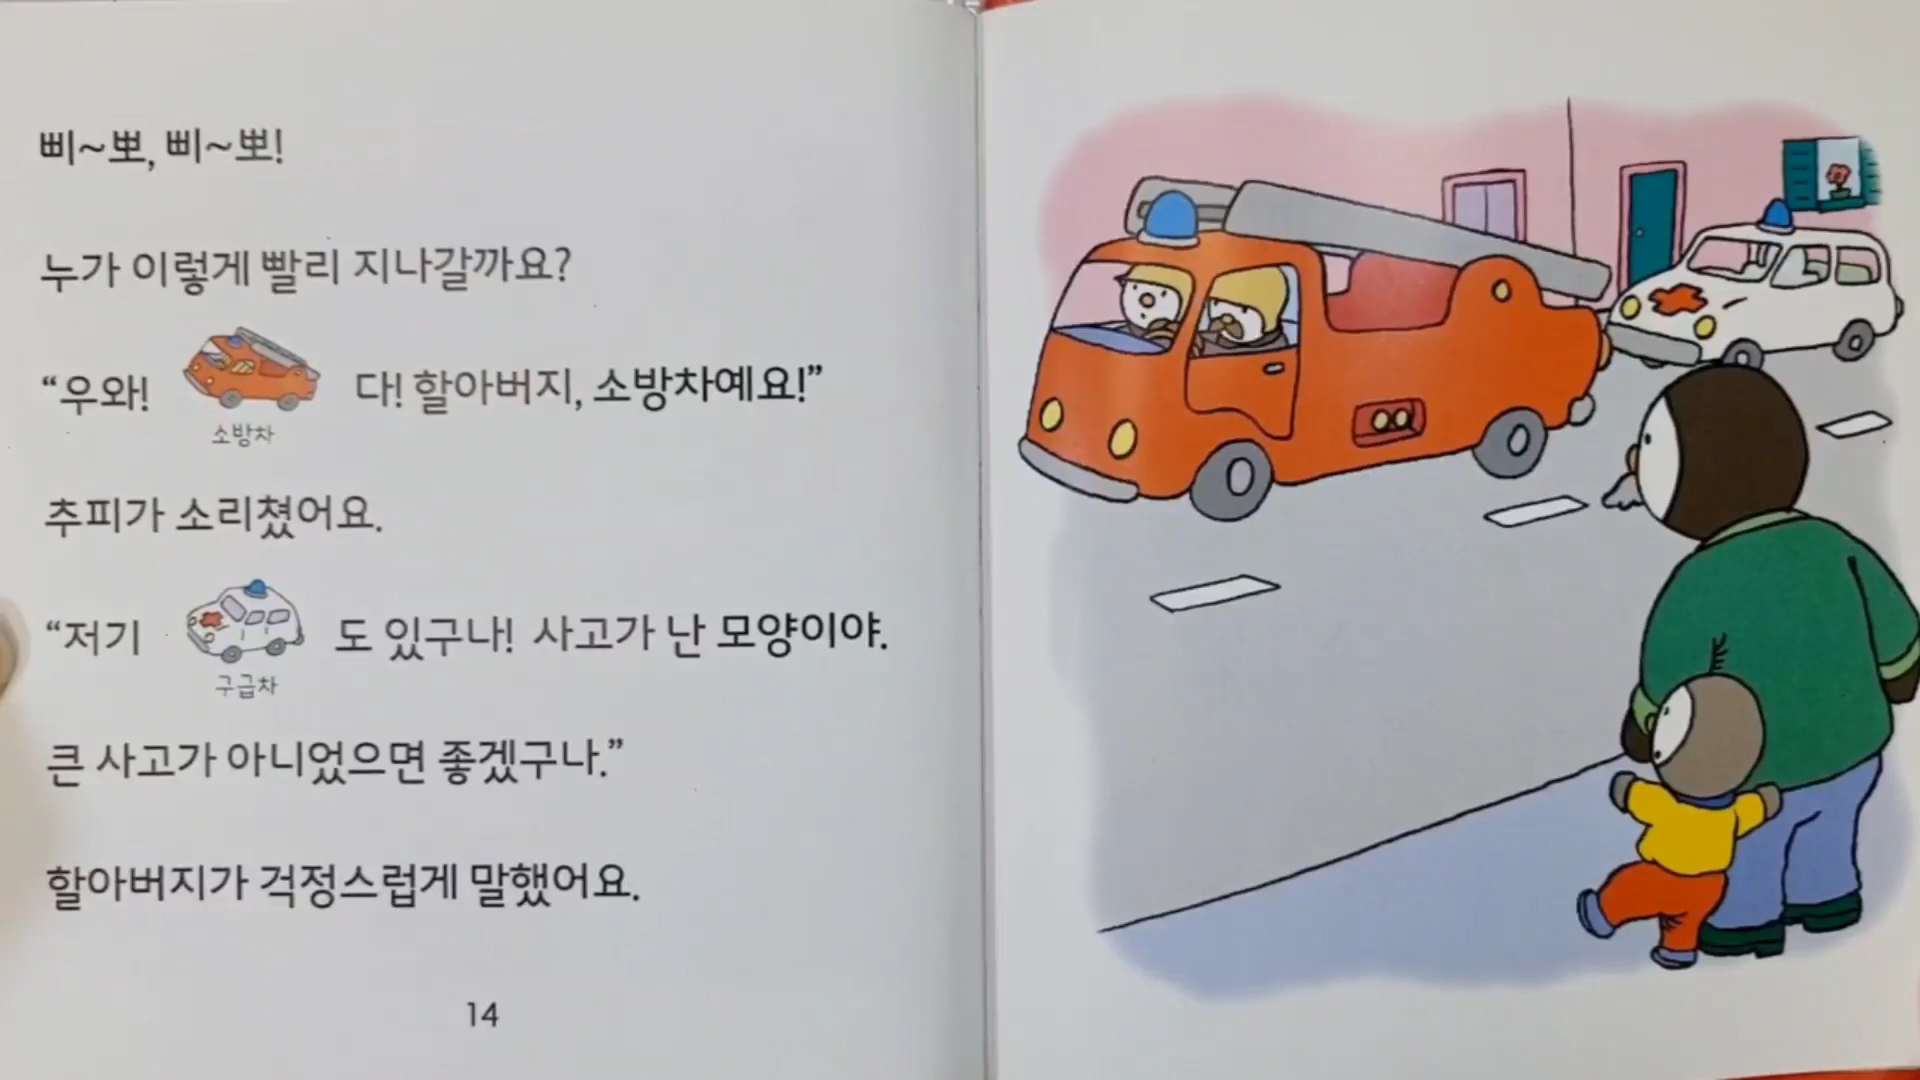 삐~뽀, 삐~뽀!
누가 이렇게 빨리 지나갈까요?
“우와! 다! 할아버지, 소방차예요!”
소방차
추피가 소리쳤어요.
“저기 도 있구나! 사고가 난 모양이야.
구급차
큰 사고가 아니었으면 좋겠구나.”
할아버지가 걱정스럽게 말했어요.
14